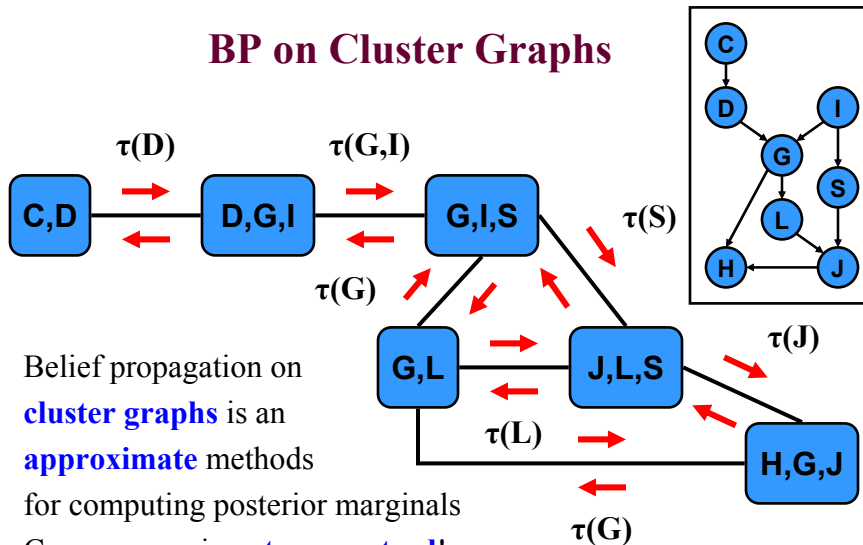 BP on Cluster Graphs
C
D
I
G
S
L
H
J
τ(D)
τ(G,I)
C,D
D,G,I
G,I,S
τ(S)
τ(G)
G,L
J,L,S
τ(J)
τ(L)
H,G,J
τ(G)
Belief propagation on
cluster graphs is an
approximate methods
for computing posterior marginals